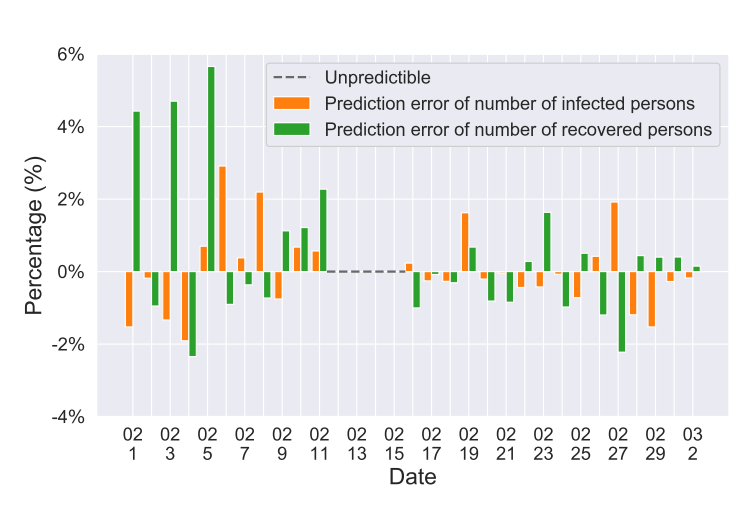 6%
4%
2%
0%
-2%
-4%
Percentage (%)
Unpredictible
Prediction error of number of infected persons
Prediction error of number of recovered persons
02 02 02 02 02 02 02 02 02 02 02 02 02 02 02 03
1 3 5 7 9 11 13 15 17 19 21 23 25 27 29 2
Date